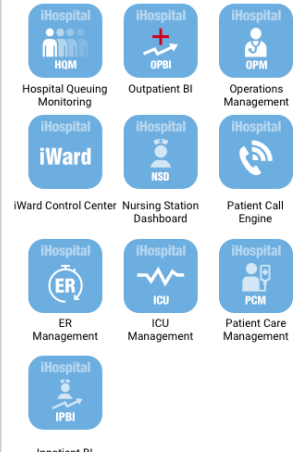 iHospital iHospital iHospital
HQM OPBI OPM
Hospital Queuing Outpatient BI Operations
Monitoring Management
iHospital iHospital iHospital
iWard NSD
iWard Control Center Nursing Station Patient Call
Dashboard Engine
iHospital iHospital iHospital
ER ICU PCM
ER ICU Patient Care
Management Management Management
iHospital
IPBI
Inpatient BI